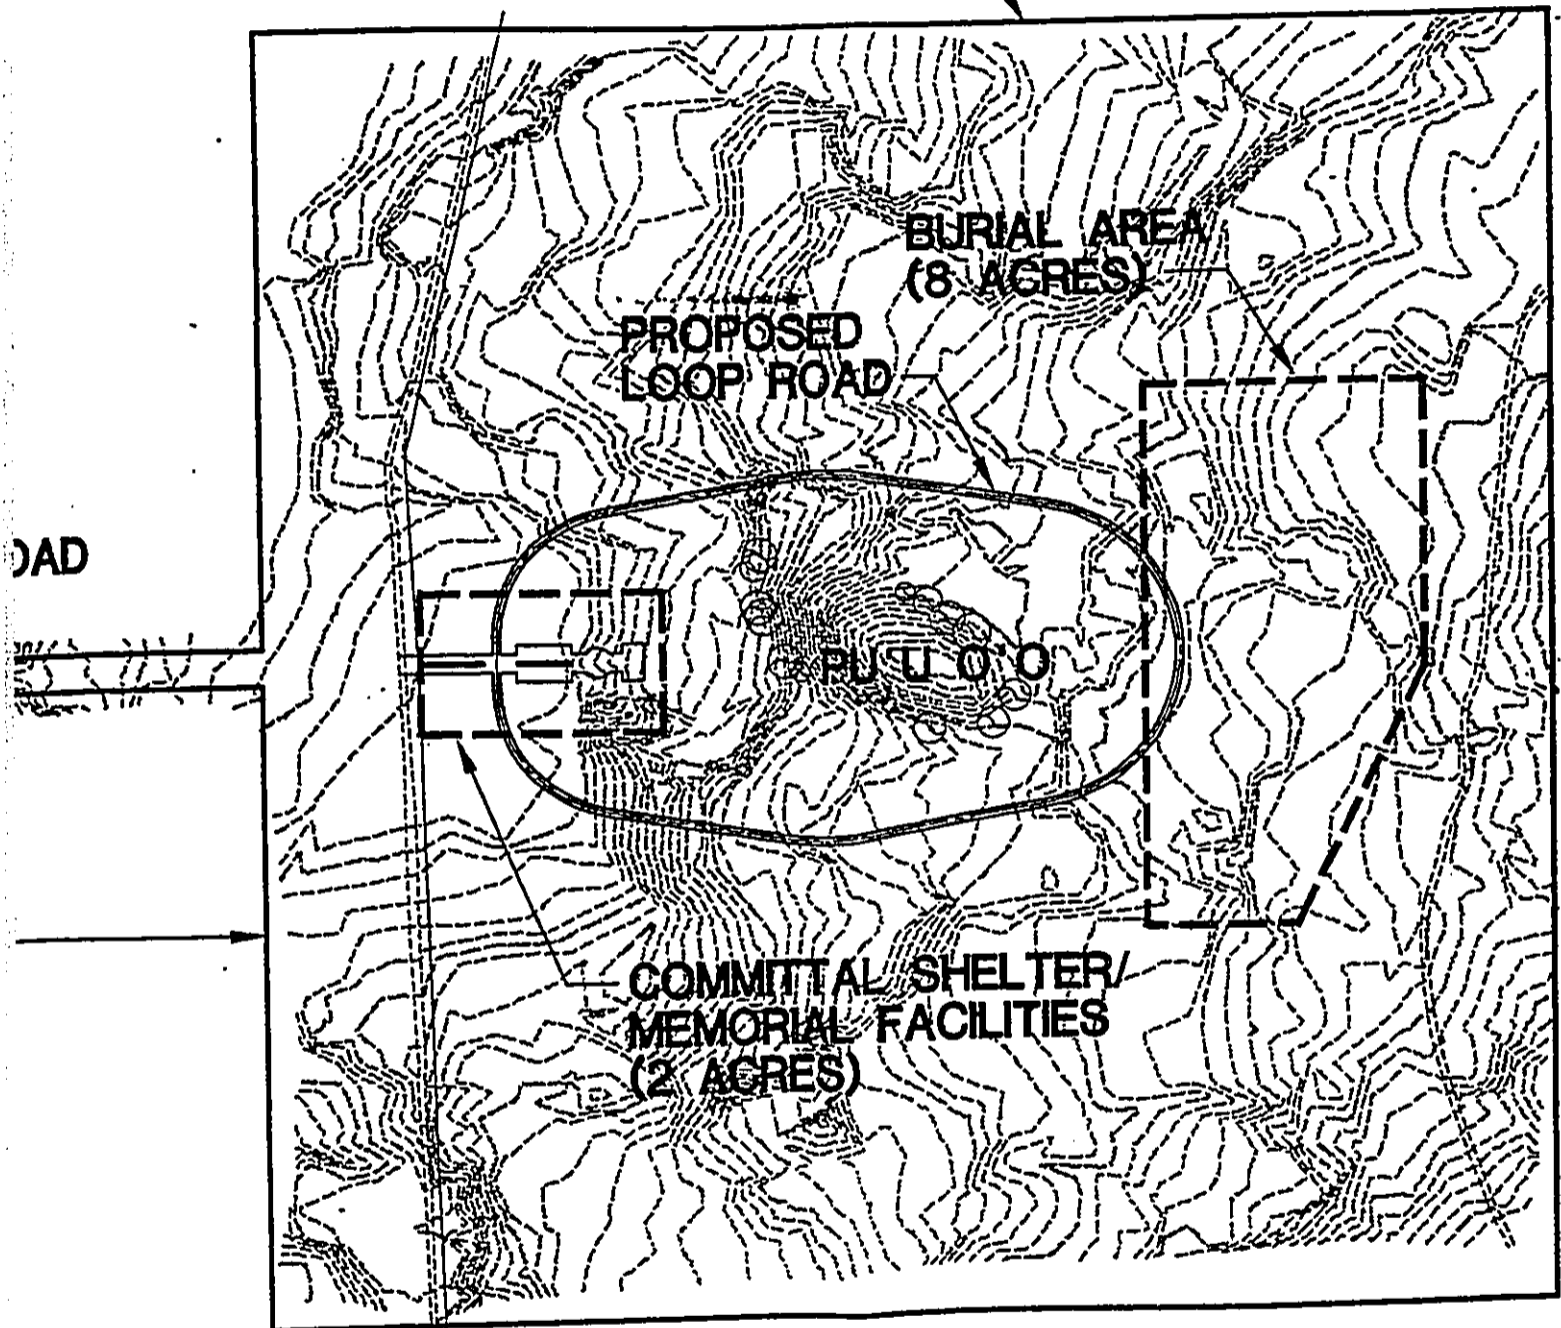 BURIAL AREA
(8 ACRES)
PROPOSED
LOOP ROAD
OAD
PU'U O'O
COMMITTAL SHELTER/
MEMORIAL FACILITIES
(2 ACRES)